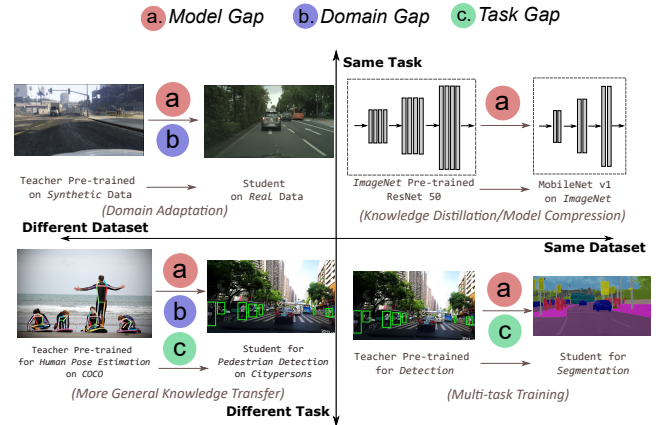 a. Model Gap b. Domain Gap c. Task Gap
Same Task
a
b
Teacher Pre-trained
on Synthetic Data
Student
on Real Data
(Domain Adaptation)
a
ImageNet Pre-trained
ResNet 50
MobileNet v1
on ImageNet
(Knowledge Distillation/Model Compression)
Different Dataset
Same Dataset
a
b
c
Teacher Pre-trained
for Human Pose Estimation
on COCO
Student for
Pedestrian Detection
on Citypersons
(More General Knowledge Transfer)
a
c
Teacher Pre-trained
for Detection
Student for
Segmentation
(Multi-task Training)
Different Task